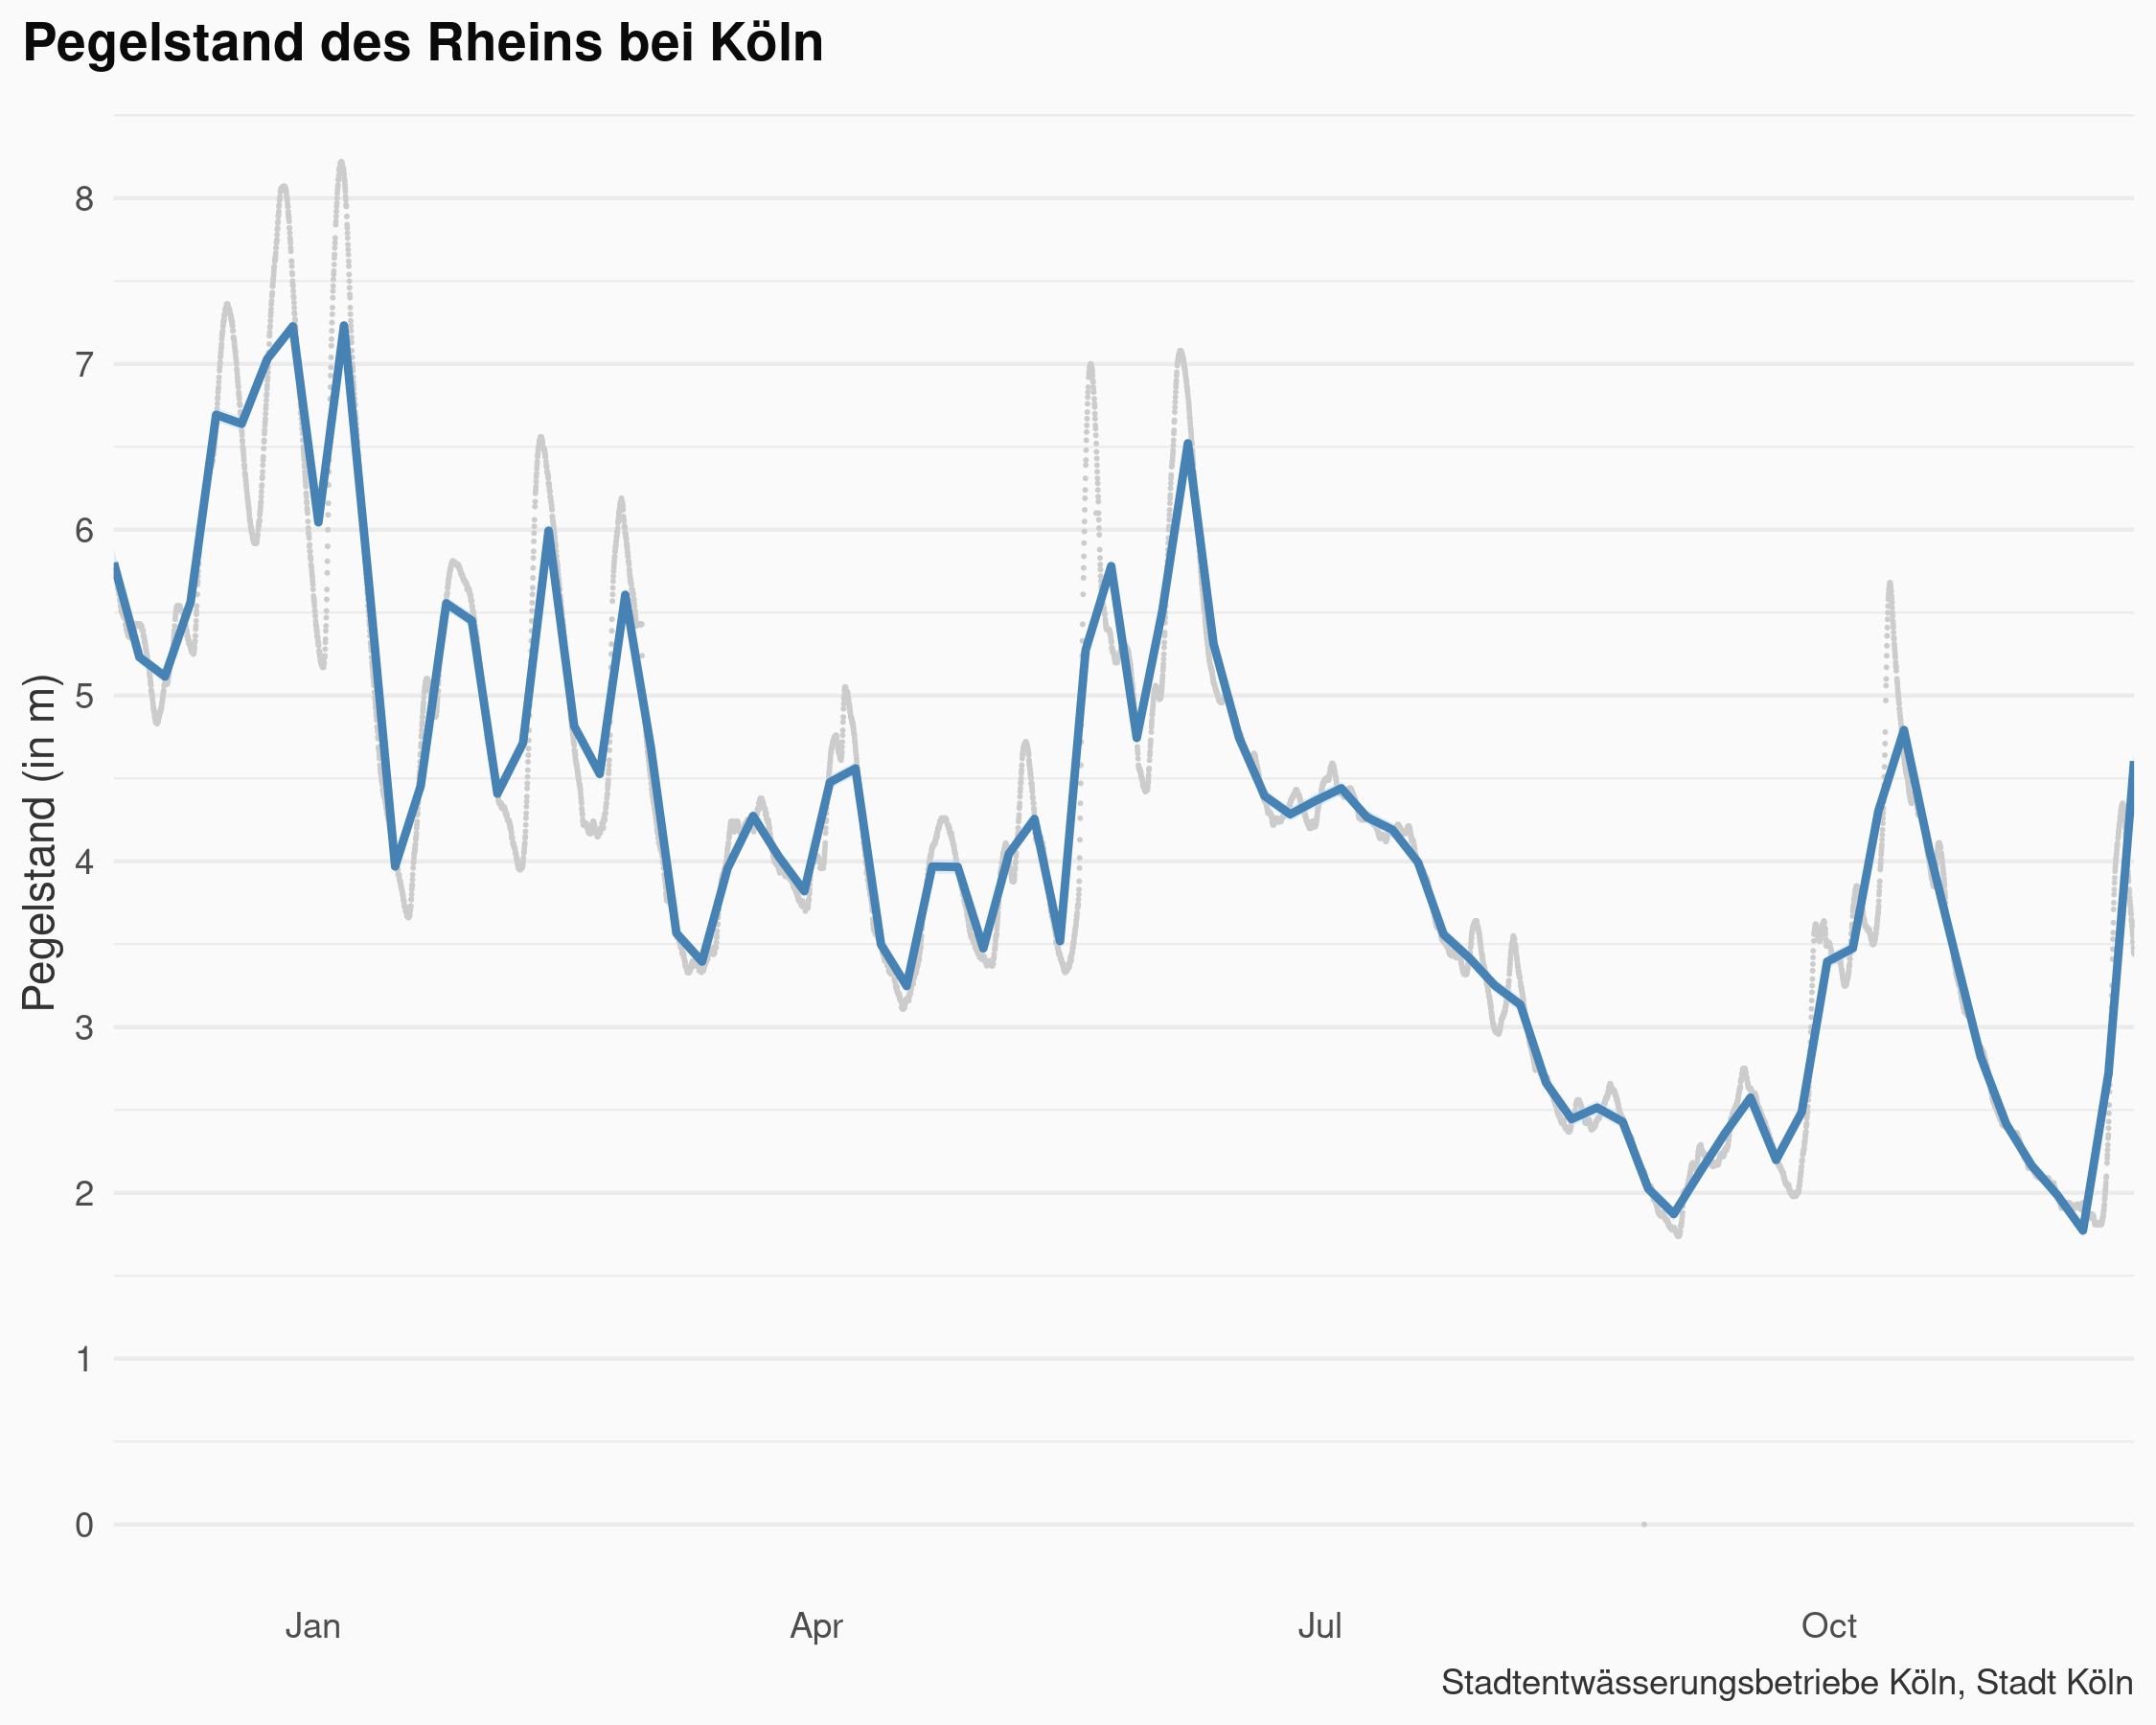 Pegelstand des Rheins bei Köln
Pegelstand (in m)
8
7
6
5
4
3
2
1
0
Jan Apr Jul Oct
Stadtentwässerungsbetriebe Köln, Stadt Köln